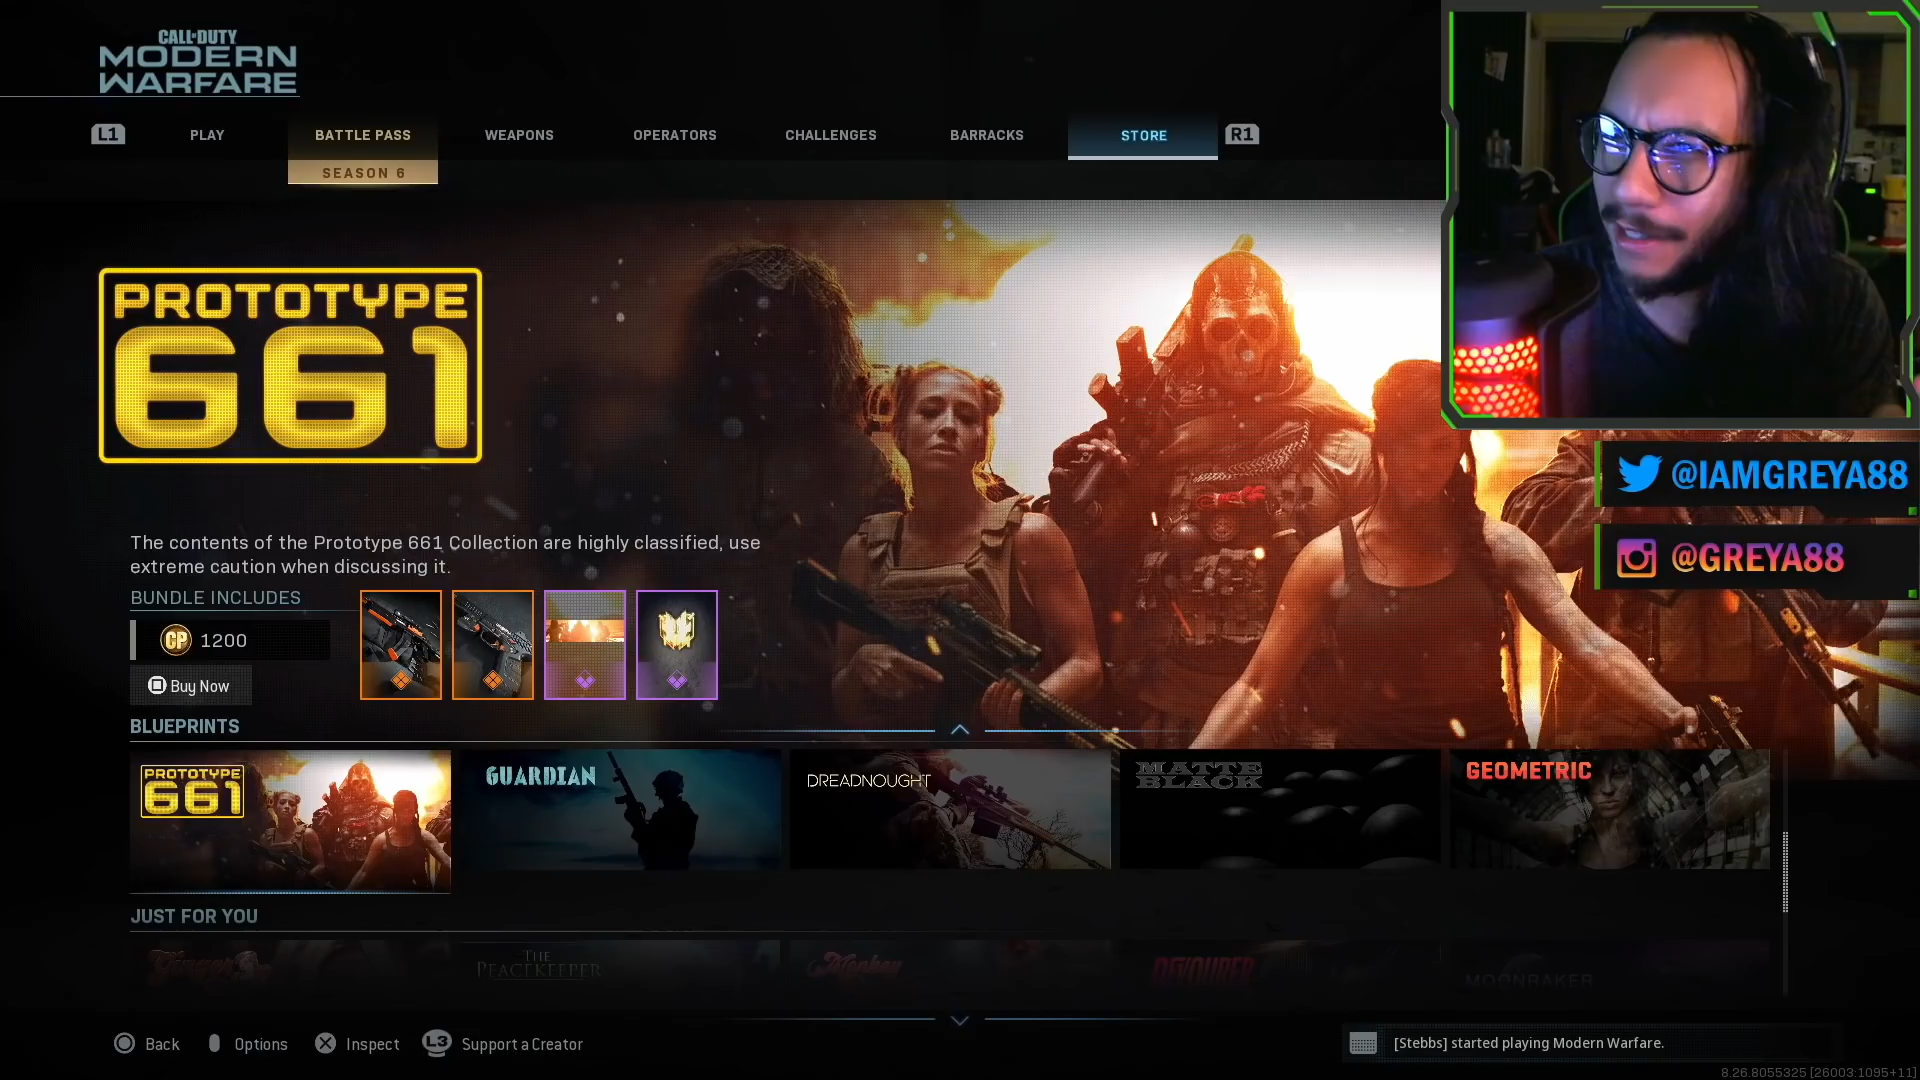 CALL OF DUTY
MODERN
WARFARE
L1
PLAY
BATTLE PASS
WEAPONS
OPERATORS
CHALLENGES
BARRACKS
STORE
R1
SEASON 6
PROTOTYPE
661
@IAMGREYA88
@GREYA88
The contents of the Prototype 661 Collection are highly classified, use
extreme caution when discussing it.
BUNDLE INCLUDES
CP 1200
Buy Now
BLUEPRINTS
PROTOTYPE
661
GUARDIAN
DREADNOUGHT
MATTE
BLACK
GEOMETRIC
JUST FOR YOU
THE
PEACEKEEPER
Monkey
DEVOURED
MOONRAKER
Back
Options
Inspect
L3 Support a Creator
[Stebbs] started playing Modern Warfare.
8.26.8055325 [26003:1095+11]